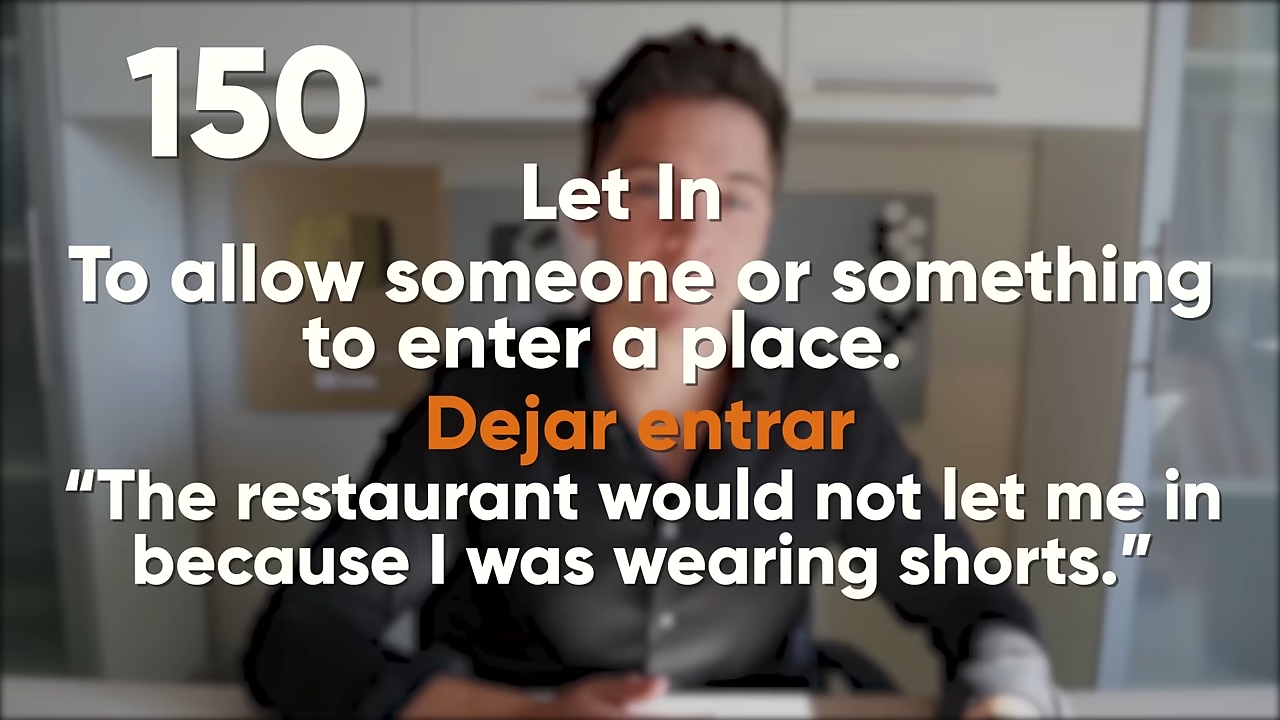 150
Let In
To allow someone or something
to enter a place.
Dejar entrar
“The restaurant would not let me in
because I was wearing shorts.”